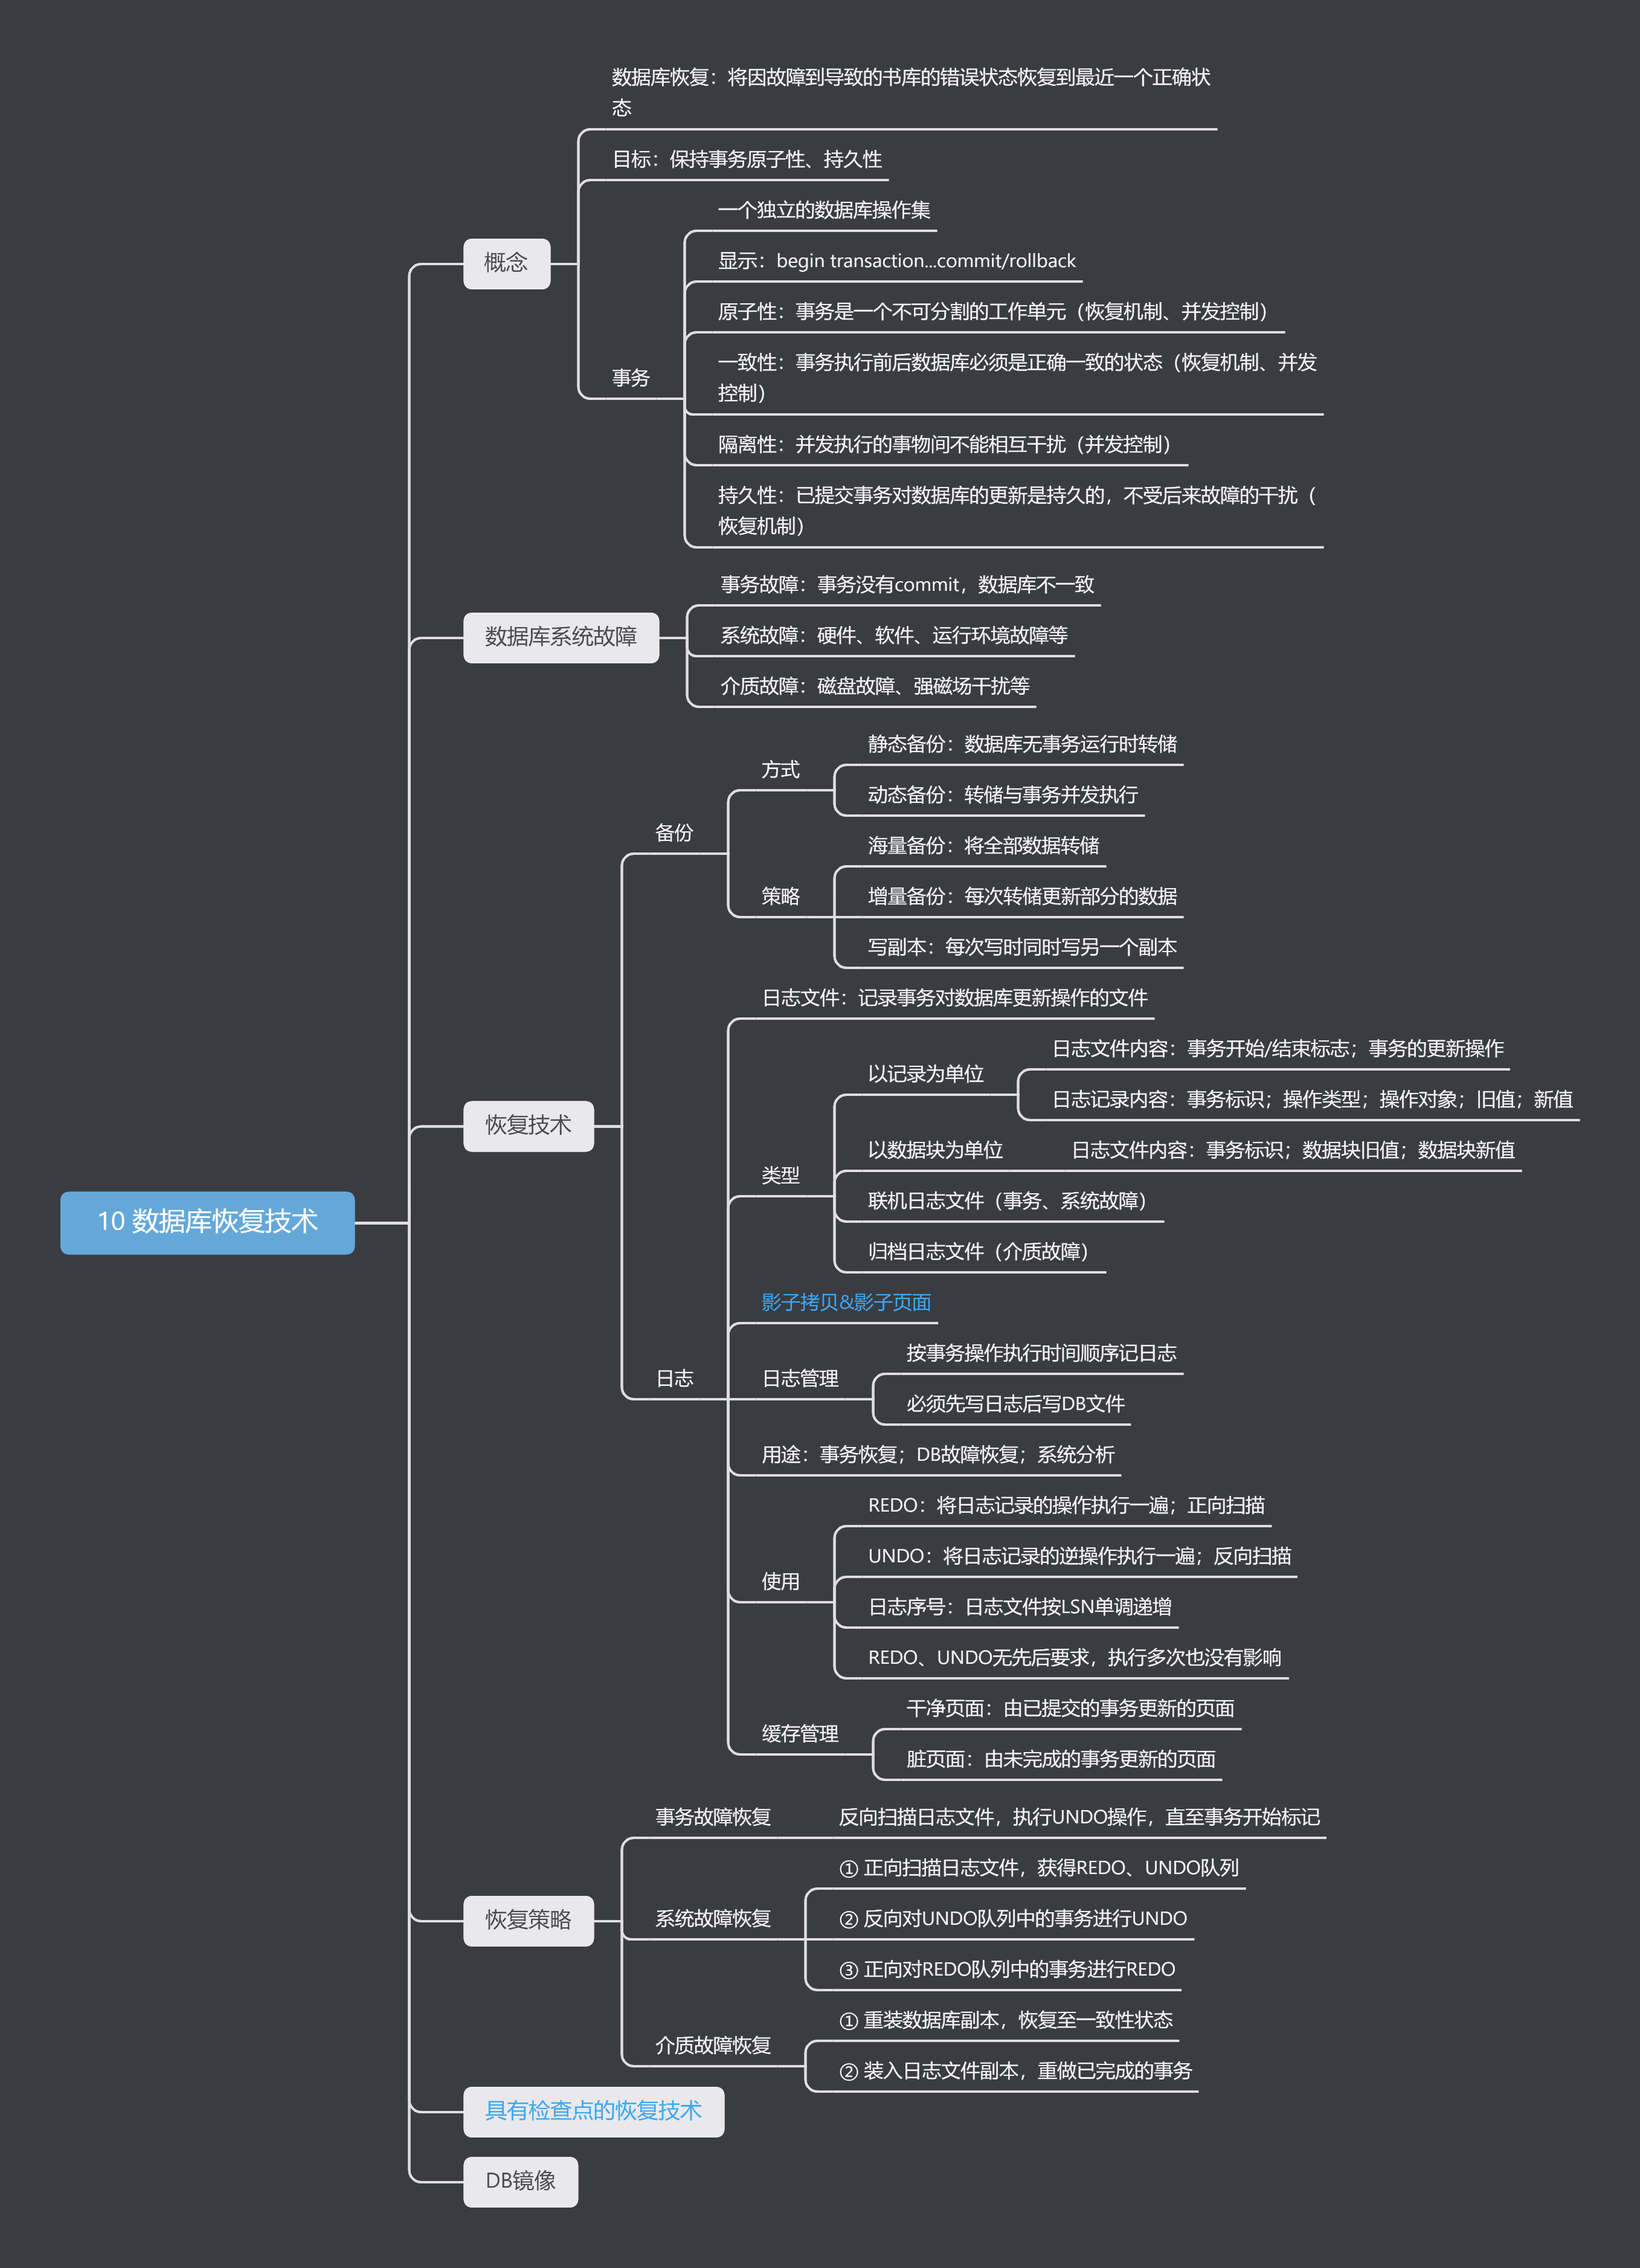 10 数据库恢复技术
概念
数据库恢复：将因故障到导致的书库的错误状态恢复到最近一个正确状
态
目标：保持事务原子性、持久性
事务
一个独立的数据库操作集
显示：begin transaction...commit/rollback
原子性：事务是一个不可分割的工作单元（恢复机制、并发控制）
一致性：事务执行前后数据库必须是正确一致的状态（恢复机制、并发
控制）
隔离性：并发执行的事物间不能相互干扰（并发控制）
持久性：已提交事务对数据库的更新是持久的，不受后来故障的干扰（
恢复机制）
数据库系统故障
事务故障：事务没有commit，数据库不一致
系统故障：硬件、软件、运行环境故障等
介质故障：磁盘故障、强磁场干扰等
恢复技术
备份
方式
静态备份：数据库无事务运行时转储
动态备份：转储与事务并发执行
策略
海量备份：将全部数据转储
增量备份：每次转储更新部分的数据
写副本：每次写时同时写另一个副本
日志
日志文件：记录事务对数据库更新操作的文件
类型
以记录为单位
日志文件内容：事务开始/结束标志；事务的更新操作
日志记录内容：事务标识；操作类型；操作对象；旧值；新值
以数据块为单位
日志文件内容：事务标识；数据块旧值；数据块新值
联机日志文件（事务、系统故障）
归档日志文件（介质故障）
影子拷贝&影子页面
日志管理
按事务操作执行时间顺序记日志
必须先写日志后写DB文件
用途：事务恢复；DB故障恢复；系统分析
使用
REDO：将日志记录的操作执行一遍；正向扫描
UNDO：将日志记录的逆操作执行一遍；反向扫描
日志序号：日志文件按LSN单调递增
REDO、UNDO无先后要求，执行多次也没有影响
缓存管理
干净页面：由已提交的事务更新的页面
脏页面：由未完成的事务更新的页面
恢复策略
事务故障恢复
反向扫描日志文件，执行UNDO操作，直至事务开始标记
系统故障恢复
① 正向扫描日志文件，获得REDO、UNDO队列
② 反向对UNDO队列中的事务进行UNDO
③ 正向对REDO队列中的事务进行REDO
介质故障恢复
① 重装数据库副本，恢复至一致性状态
② 装入日志文件副本，重做已完成的事务
具有检查点的恢复技术
DB镜像